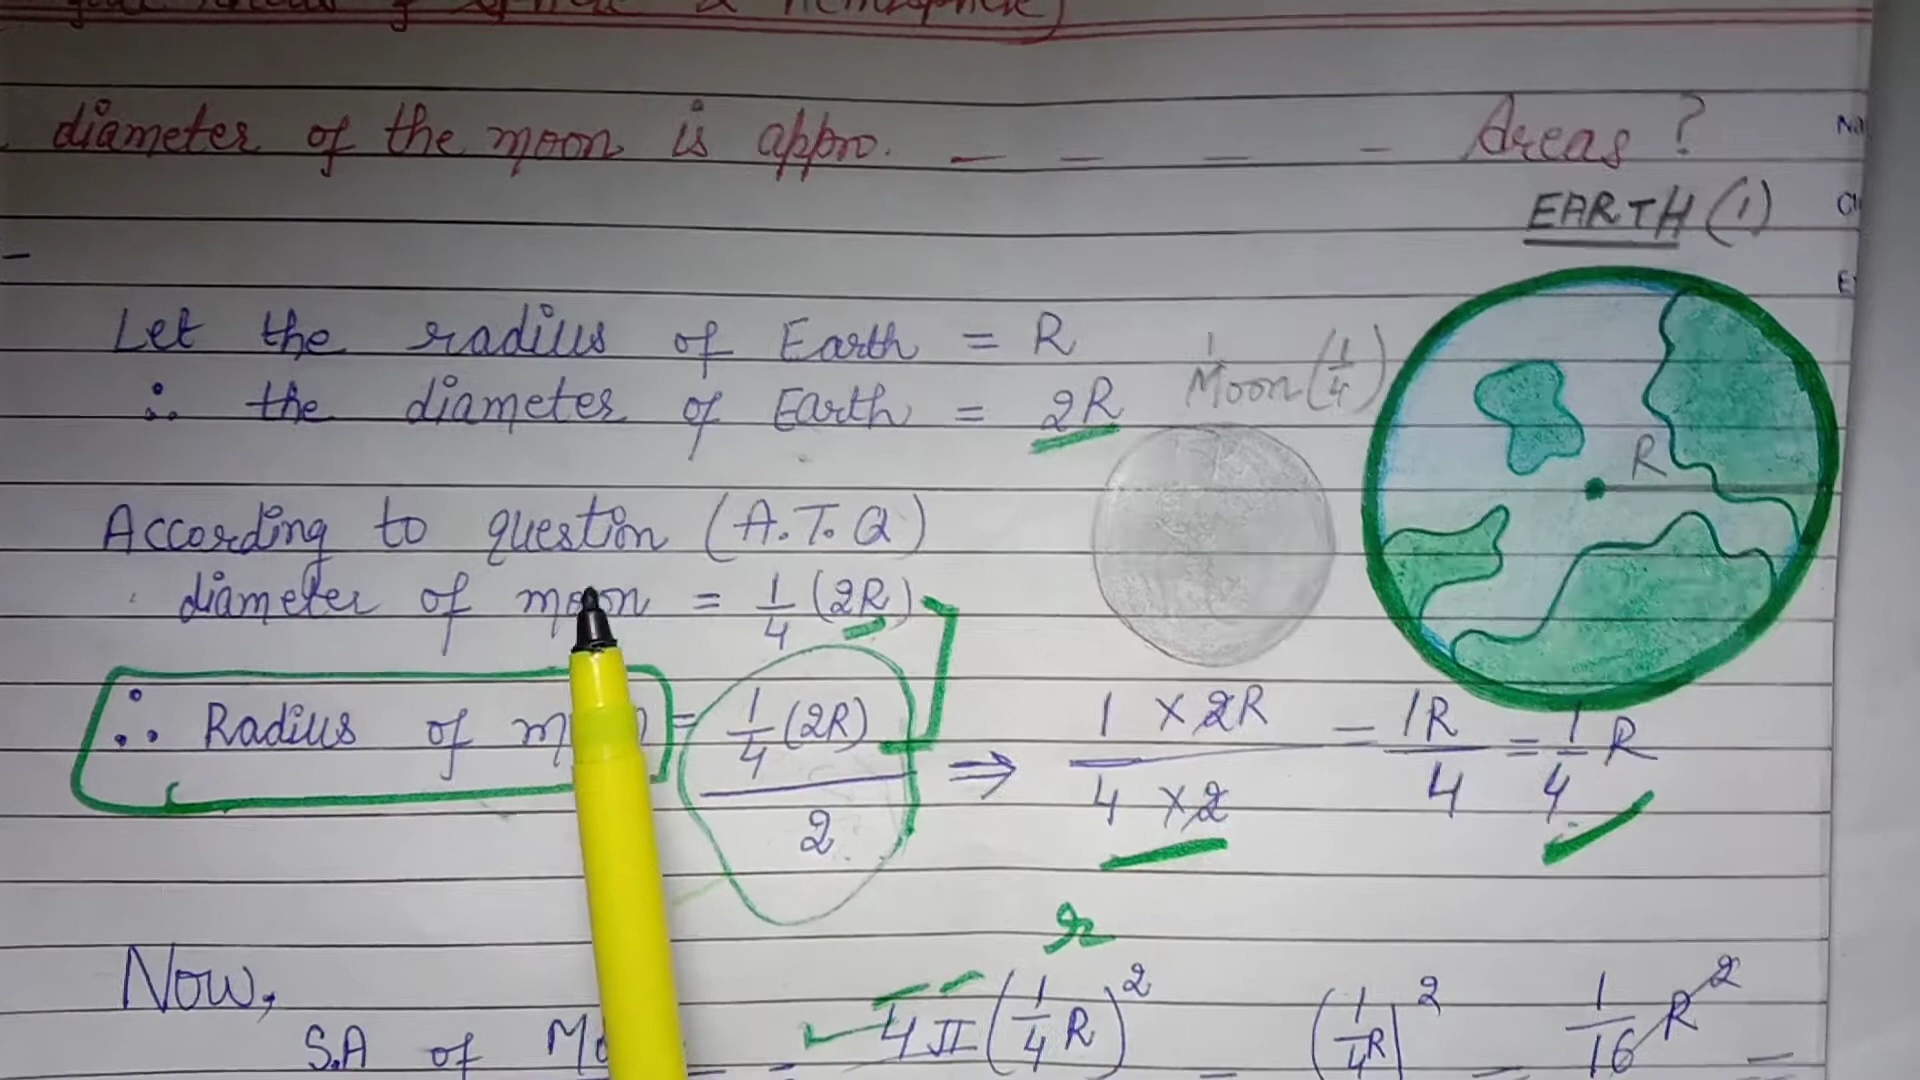 diameter of the moon is appro. — — — — Areas ?
EARTH (1)
Let the radius of Earth = R
∴ the diameter of Earth = 2R
Moon (1/4)
R
According to question (A.T.Q)
diameter of moon = 1/4 (2R)
∴ Radius of = 1/4 (2R) / 2 ⇒ 1 × 2R / 4 × 2 = 1R / 4 = 1/4 R
r
Now,
S.A of = 4π (1/4 R)² = (1/4 R)² = 1/16 R² =